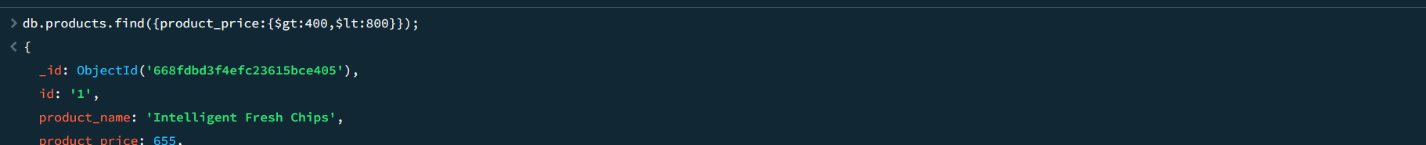 > db.products.find({product_price:{$gt:400,$lt:800}});
< {
_id: ObjectId('668fdbd3f4efc23615bce405'),
id: '1',
product_name: 'Intelligent Fresh Chips',
product_price: 655,